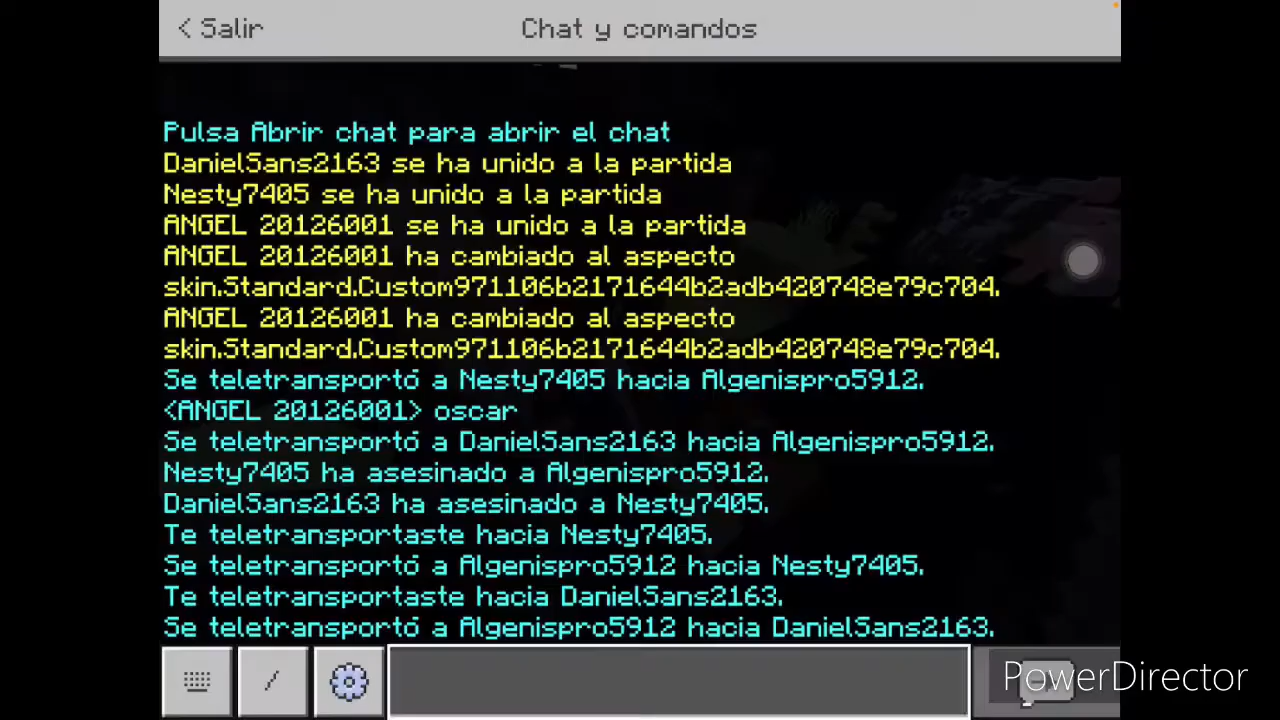 < Salir
Chat y comandos
Pulsa Abrir chat para abrir el chat
DanielSans2163 se ha unido a la partida
Nesty7405 se ha unido a la partida
ANGEL 20126001 se ha unido a la partida
ANGEL 20126001 ha cambiado al aspecto
skin.Standard.Custom971106b2171644b2adb420748e79c704.
ANGEL 20126001 ha cambiado al aspecto
skin.Standard.Custom971106b2171644b2adb420748e79c704.
Se teletransportó a Nesty7405 hacia Algenispro5912.
<ANGEL 20126001> oscar
Se teletransportó a DanielSans2163 hacia Algenispro5912.
Nesty7405 ha asesinado a Algenispro5912.
DanielSans2163 ha asesinado a Nesty7405.
Te teletransportaste hacia Nesty7405.
Se teletransportó a Algenispro5912 hacia Nesty7405.
Te teletransportaste hacia DanielSans2163.
Se teletransportó a Algenispro5912 hacia DanielSans2163.
/
PowerDirector